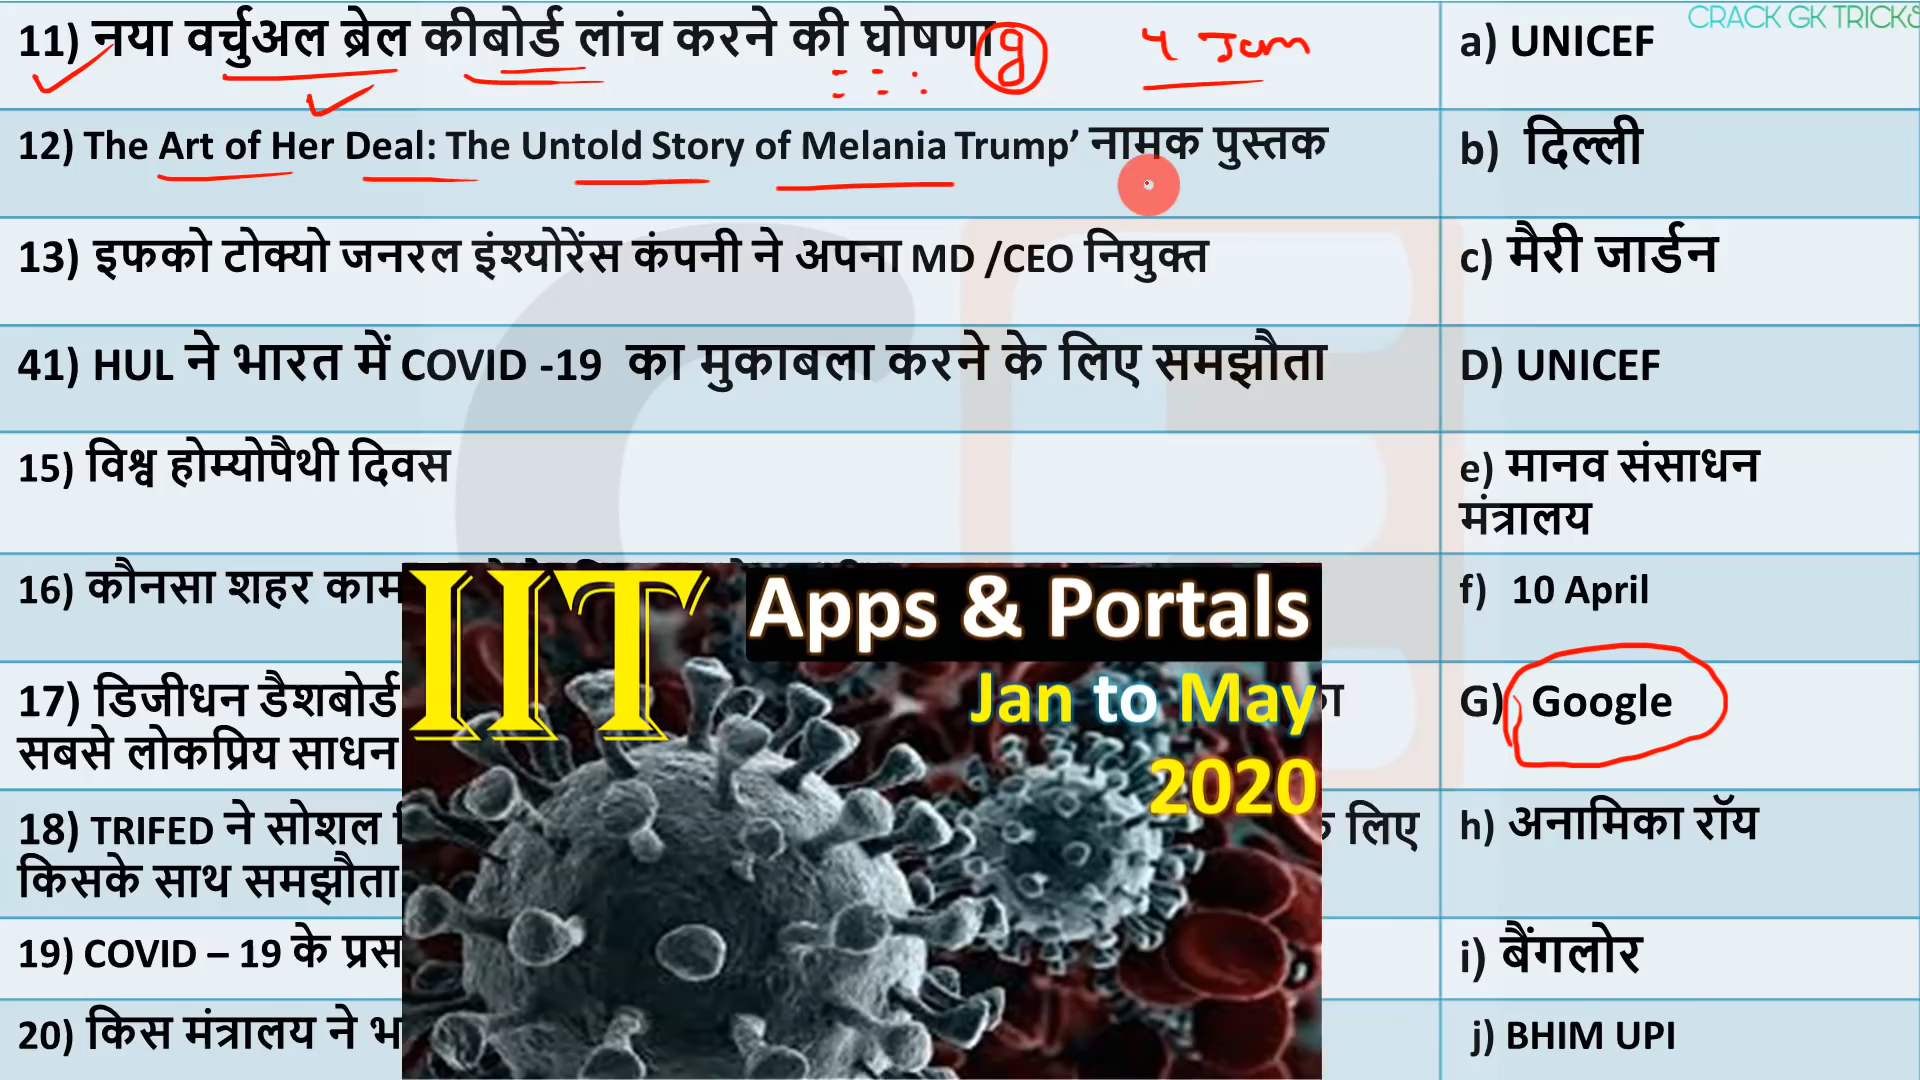 CRACK GK TRICKS
11) नया वर्चुअल ब्रेल कीबोर्ड लांच करने की घोषणा g 4 Jam a) UNICEF
12) The Art of Her Deal: The Untold Story of Melania Trump’ नामक पुस्तक b) दिल्ली
13) इफको टोक्यो जनरल इंश्योरेंस कंपनी ने अपना MD /CEO नियुक्त c) मैरी जार्डन
41) HUL ने भारत में COVID -19 का मुकाबला करने के लिए समझौता D) UNICEF
15) विश्व होम्योपैथी दिवस e) मानव संसाधन
मंत्रालय
16) कौनसा शहर f) 10 April
17) डिजीधन डैशबोर्ड G) Google
सबसे लोकप्रिय साधन
18) TRIFED ने सोशल लिए h) अनामिका रॉय
किसके साथ समझौता
19) COVID – 19 के i) बैंगलोर
20) किस मंत्रालय ने j) BHIM UPI
IIT Apps & Portals
Jan to May
2020